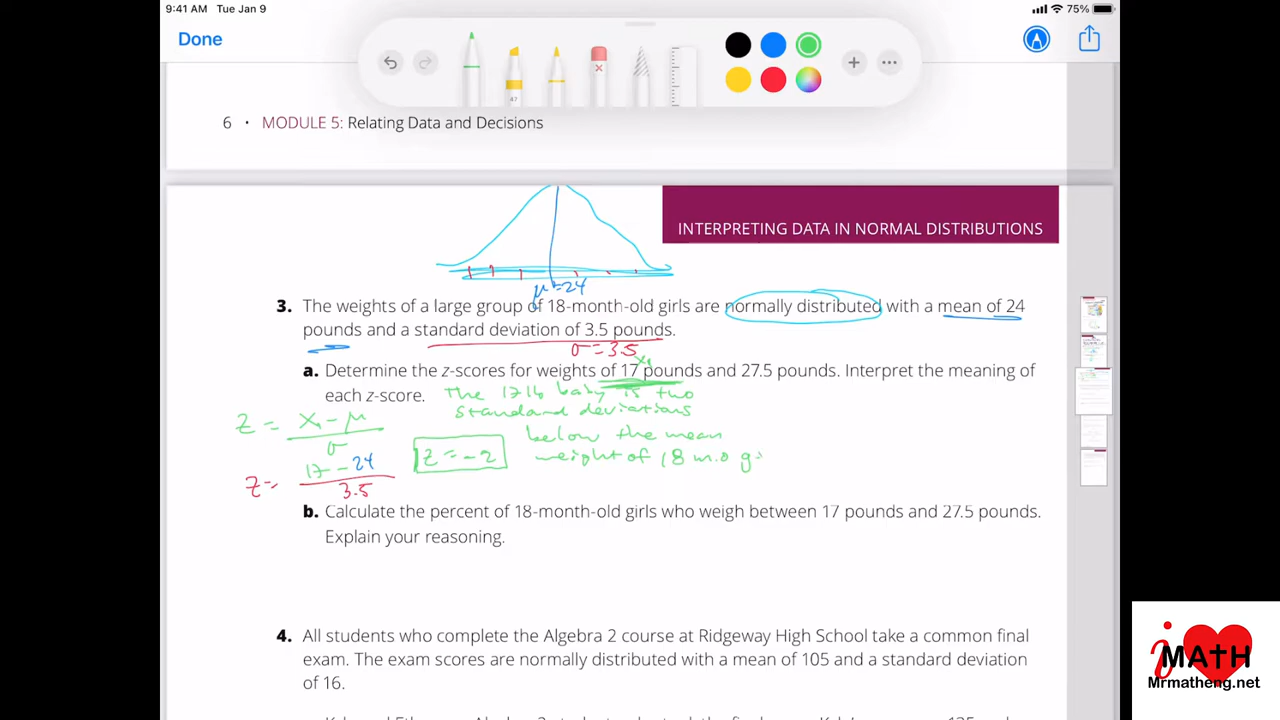 9:41 AM Tue Jan 9
75%
Done
47
6 · MODULE 5: Relating Data and Decisions
INTERPRETING DATA IN NORMAL DISTRIBUTIONS
μ=24
3. The weights of a large group of 18-month-old girls are normally distributed with a mean of 24
pounds and a standard deviation of 3.5 pounds.
σ=3.5
a. Determine the z-scores for weights of 17 pounds and 27.5 pounds. Interpret the meaning of
each z-score.
The 17 lb baby is two
standard deviations
below the mean
weight of 18 m.o g
z = x - μ / σ
z = -2
z = 17 - 24 / 3.5
b. Calculate the percent of 18-month-old girls who weigh between 17 pounds and 27.5 pounds.
Explain your reasoning.
4. All students who complete the Algebra 2 course at Ridgeway High School take a common final
exam. The exam scores are normally distributed with a mean of 105 and a standard deviation
of 16.
i MATH
Mrmatheng.net